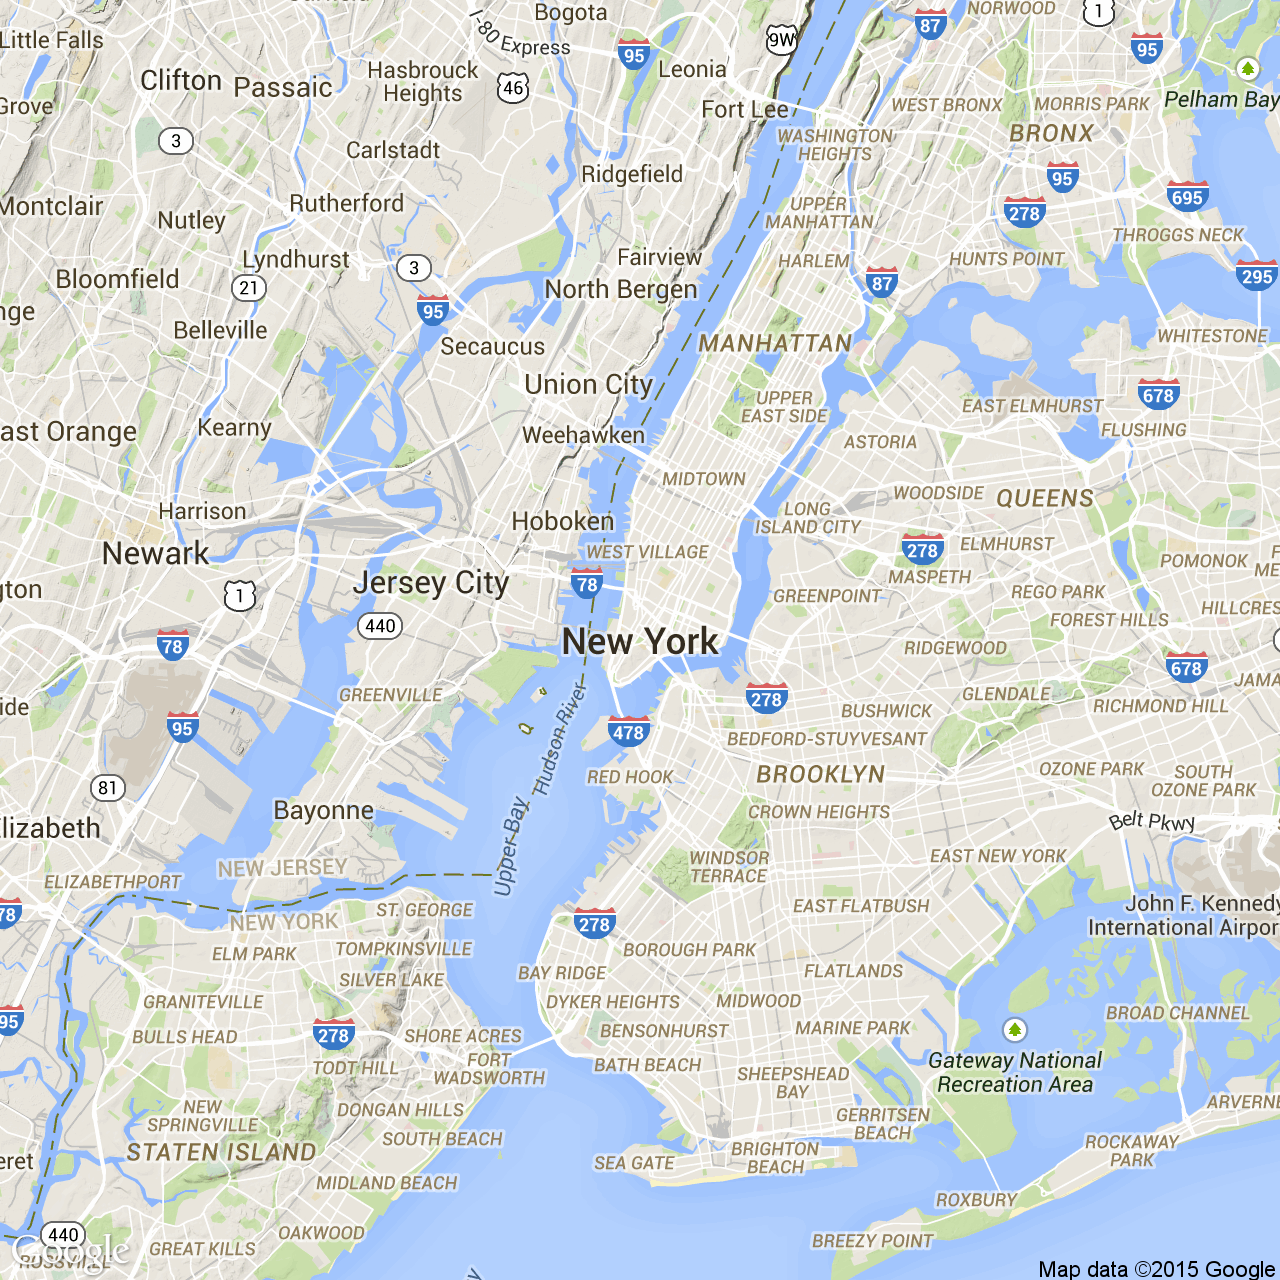 NORWOOD
Bogota
1
87
Little Falls
I-80 Express
9W
95
95
Hasbrouck
Heights
Leonia
Clifton
Passaic
46
Pelham Bay
Grove
Fort Lee
WEST BRONX
MORRIS PARK
3
WASHINGTON
HEIGHTS
BRONX
Carlstadt
Ridgefield
95
695
Montclair
Rutherford
UPPER
MANHATTAN
278
Nutley
THROGGS NECK
Lyndhurst
Fairview
HARLEM
HUNTS POINT
3
295
Bloomfield
21
North Bergen
87
95
Belleville
WHITESTONE
Secaucus
MANHATTAN
Union City
UPPER
EAST SIDE
678
EAST ELMHURST
ast Orange
Kearny
Weehawken
ASTORIA
FLUSHING
MIDTOWN
WOODSIDE
QUEENS
Harrison
Hoboken
LONG
ISLAND CITY
Newark
WEST VILLAGE
278
ELMHURST
POMONOK
Jersey City
78
MASPETH
gton
1
GREENPOINT
REGO PARK
HILLCRES
440
FOREST HILLS
78
New York
RIDGEWOOD
678
GREENVILLE
278
GLENDALE
JAMA
ide
95
478
Hudson River
BUSHWICK
RICHMOND HILL
BEDFORD-STUYVESANT
81
RED HOOK
BROOKLYN
OZONE PARK
SOUTH
OZONE PARK
Bayonne
CROWN HEIGHTS
Belt Pkwy
lizabeth
Upper Bay
NEW JERSEY
WINDSOR
TERRACE
EAST NEW YORK
ELIZABETHPORT
78
NEW YORK
ST. GEORGE
278
EAST FLATBUSH
John F. Kennedy
International Airpor
ELM PARK
TOMPKINSVILLE
BOROUGH PARK
SILVER LAKE
BAY RIDGE
FLATLANDS
GRANITEVILLE
DYKER HEIGHTS
MIDWOOD
BROAD CHANNEL
95
BULLS HEAD
278
SHORE ACRES
BENSONHURST
MARINE PARK
TODT HILL
FORT
WADSWORTH
BATH BEACH
Gateway National
Recreation Area
SHEEPSHEAD
BAY
NEW
SPRINGVILLE
DONGAN HILLS
GERRITSEN
BEACH
ARVERNE
STATEN ISLAND
SOUTH BEACH
BRIGHTON
BEACH
ROCKAWAY
PARK
eret
SEA GATE
MIDLAND BEACH
ROXBURY
440
OAKWOOD
BREEZY POINT
GREAT KILLS
Google
ROSSVILLE
Map data ©2015 Google